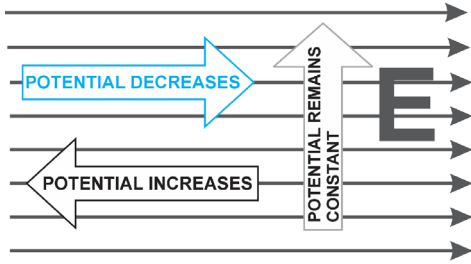 POTENTIAL DECREASES
POTENTIAL REMAINS
CONSTANT
E
POTENTIAL INCREASES